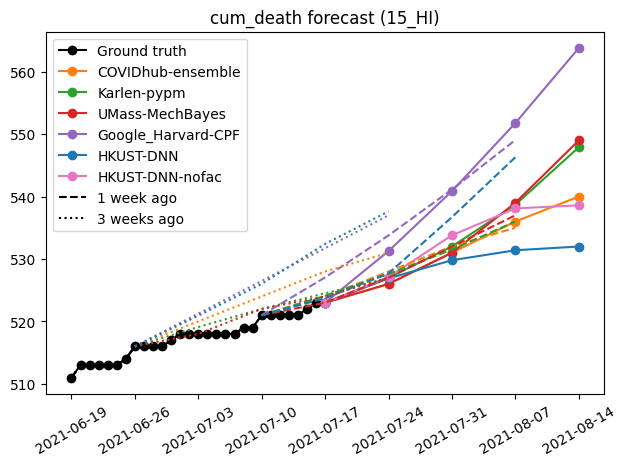 cum_death forecast (15_HI)
Ground truth
COVIDhub-ensemble
Karlen-pypm
UMass-MechBayes
Google_Harvard-CPF
HKUST-DNN
HKUST-DNN-nofac
1 week ago
3 weeks ago
560
550
540
530
520
510
2021-06-19
2021-06-26
2021-07-03
2021-07-10
2021-07-17
2021-07-24
2021-07-31
2021-08-07
2021-08-14